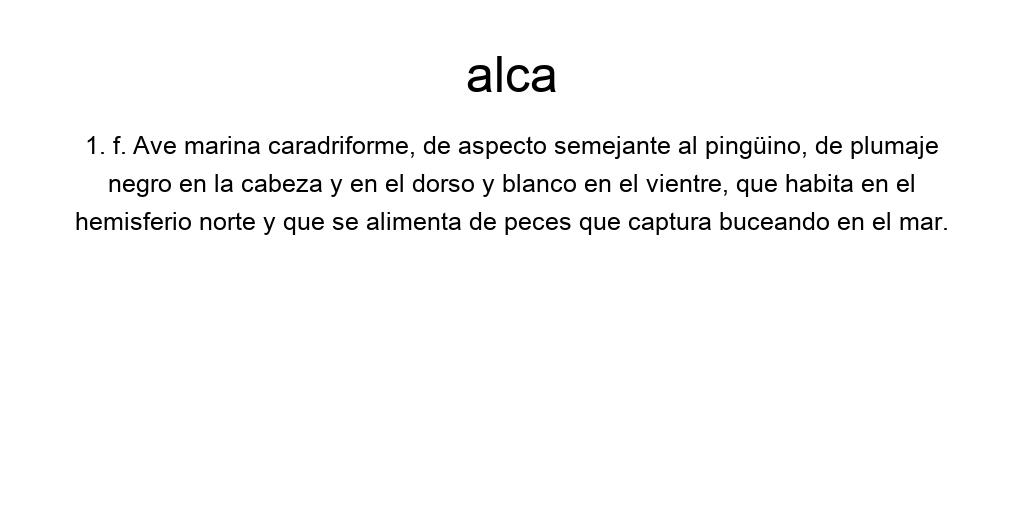 alca
1. f. Ave marina caradriforme, de aspecto semejante al pingüino, de plumaje
negro en la cabeza y en el dorso y blanco en el vientre, que habita en el
hemisferio norte y que se alimenta de peces que captura buceando en el mar.